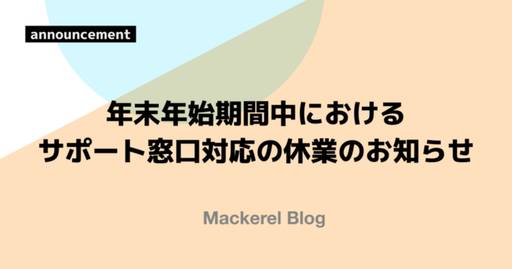 announcement
年末年始期間中における
サポート窓口対応の休業のお知らせ
Mackerel Blog